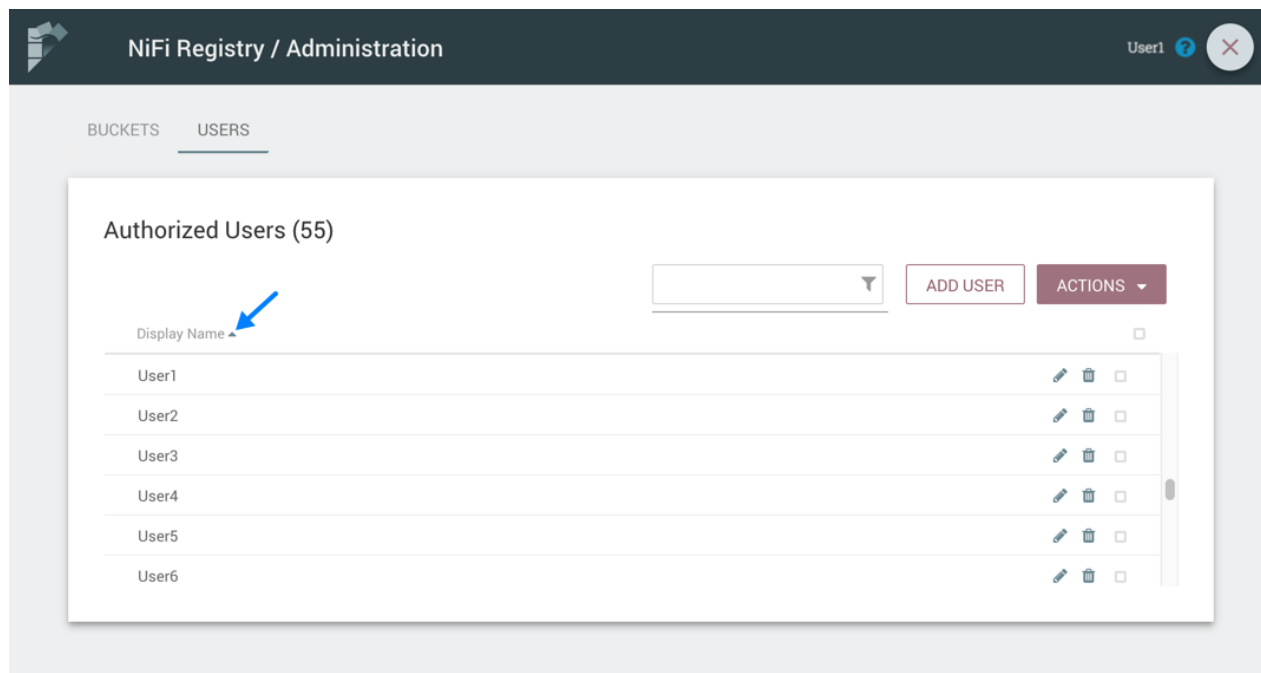 NiFi Registry / Administration
User1 ?
BUCKETS USERS
Authorized Users (55)
ADD USER ACTIONS
Display Name
User1
User2
User3
User4
User5
User6